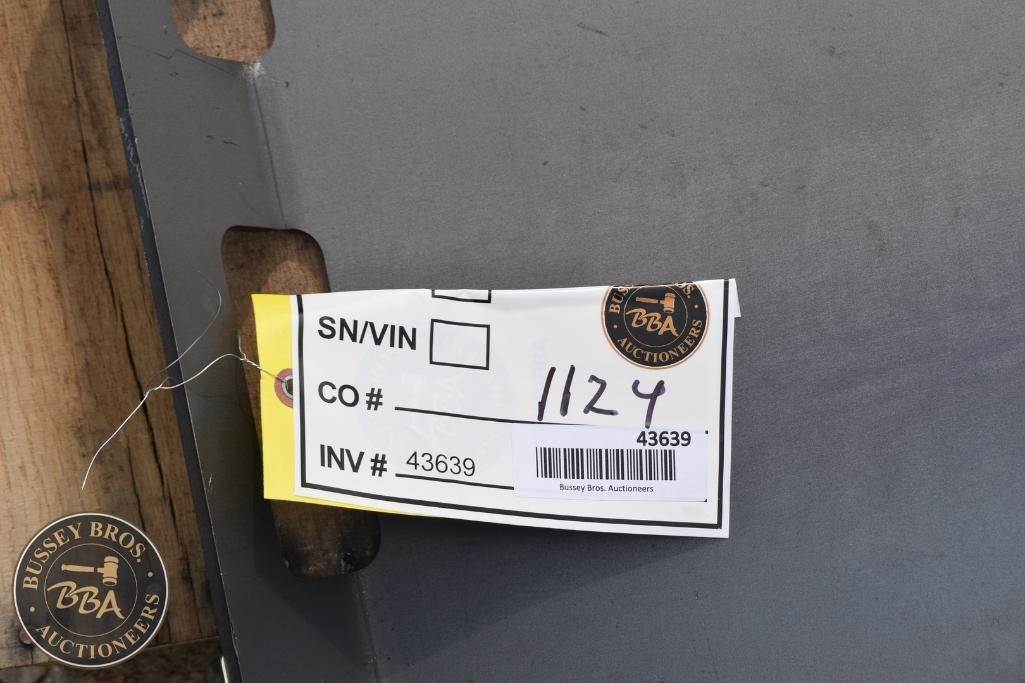 SN/VIN
BUSSEY BROS.
BBA
AUCTIONEERS
CO # 1124
INV # 43639
43639
Bussey Bros. Auctioneers
BUSSEY BROS.
BBA
AUCTIONEERS